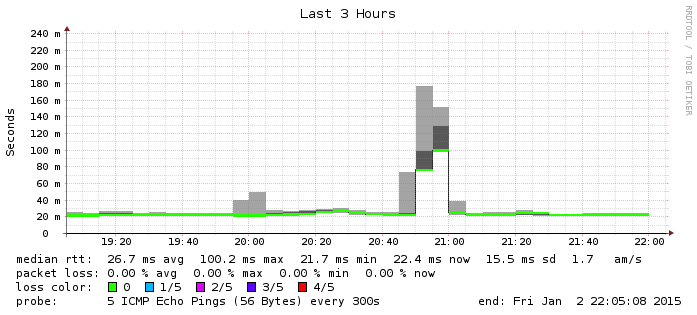 Last 3 Hours
RRDTOOL / TOBI OETIKER
Seconds
240 m
220 m
200 m
180 m
160 m
140 m
120 m
100 m
80 m
60 m
40 m
20 m
0
19:20 19:40 20:00 20:20 20:40 21:00 21:20 21:40 22:00
median rtt: 26.7 ms avg 100.2 ms max 21.7 ms min 22.4 ms now 15.5 ms sd 1.7 am/s
packet loss: 0.00 % avg 0.00 % max 0.00 % min 0.00 % now
loss color: 0 1/5 2/5 3/5 4/5
probe: 5 ICMP Echo Pings (56 Bytes) every 300s end: Fri Jan 2 22:05:08 2015